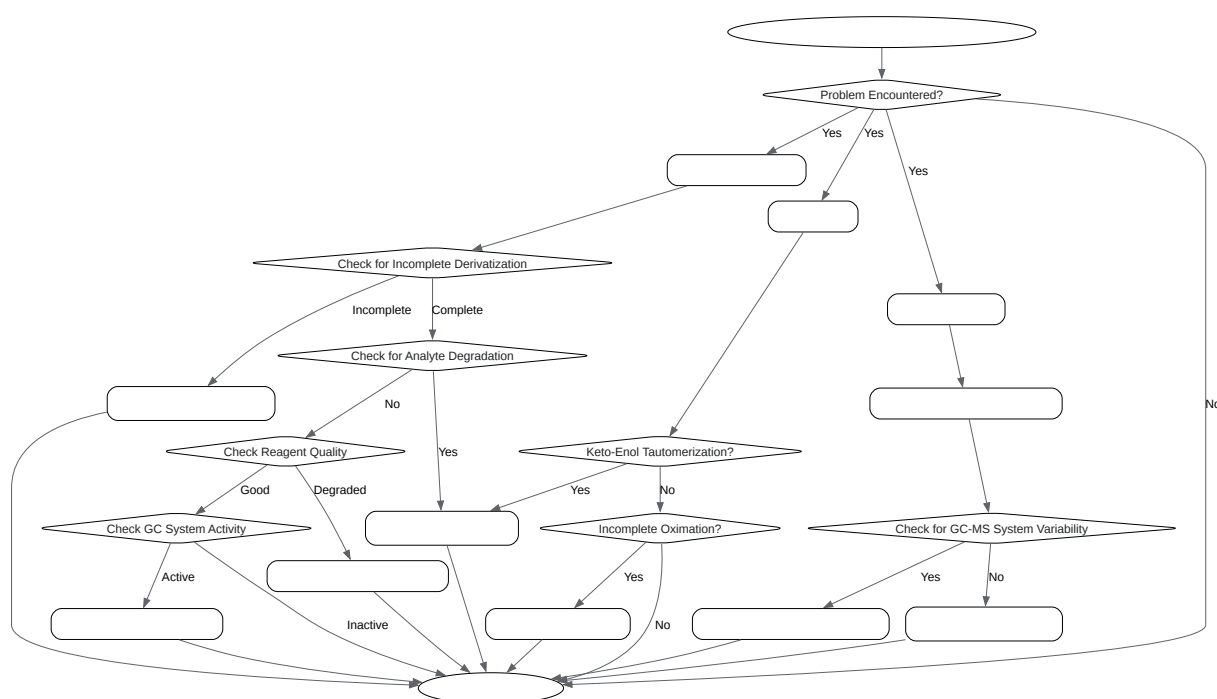 Problem Encountered?
Yes
Yes
Yes
Check for Incomplete Derivatization
Incomplete
Complete
Check for Analyte Degradation
No
No
Check Reagent Quality
Yes
Keto-Enol Tautomerization?
Good
Degraded
Yes
No
Check GC System Activity
Incomplete Oximation?
Check for GC-MS System Variability
Active
Yes
Yes
No
Inactive
No